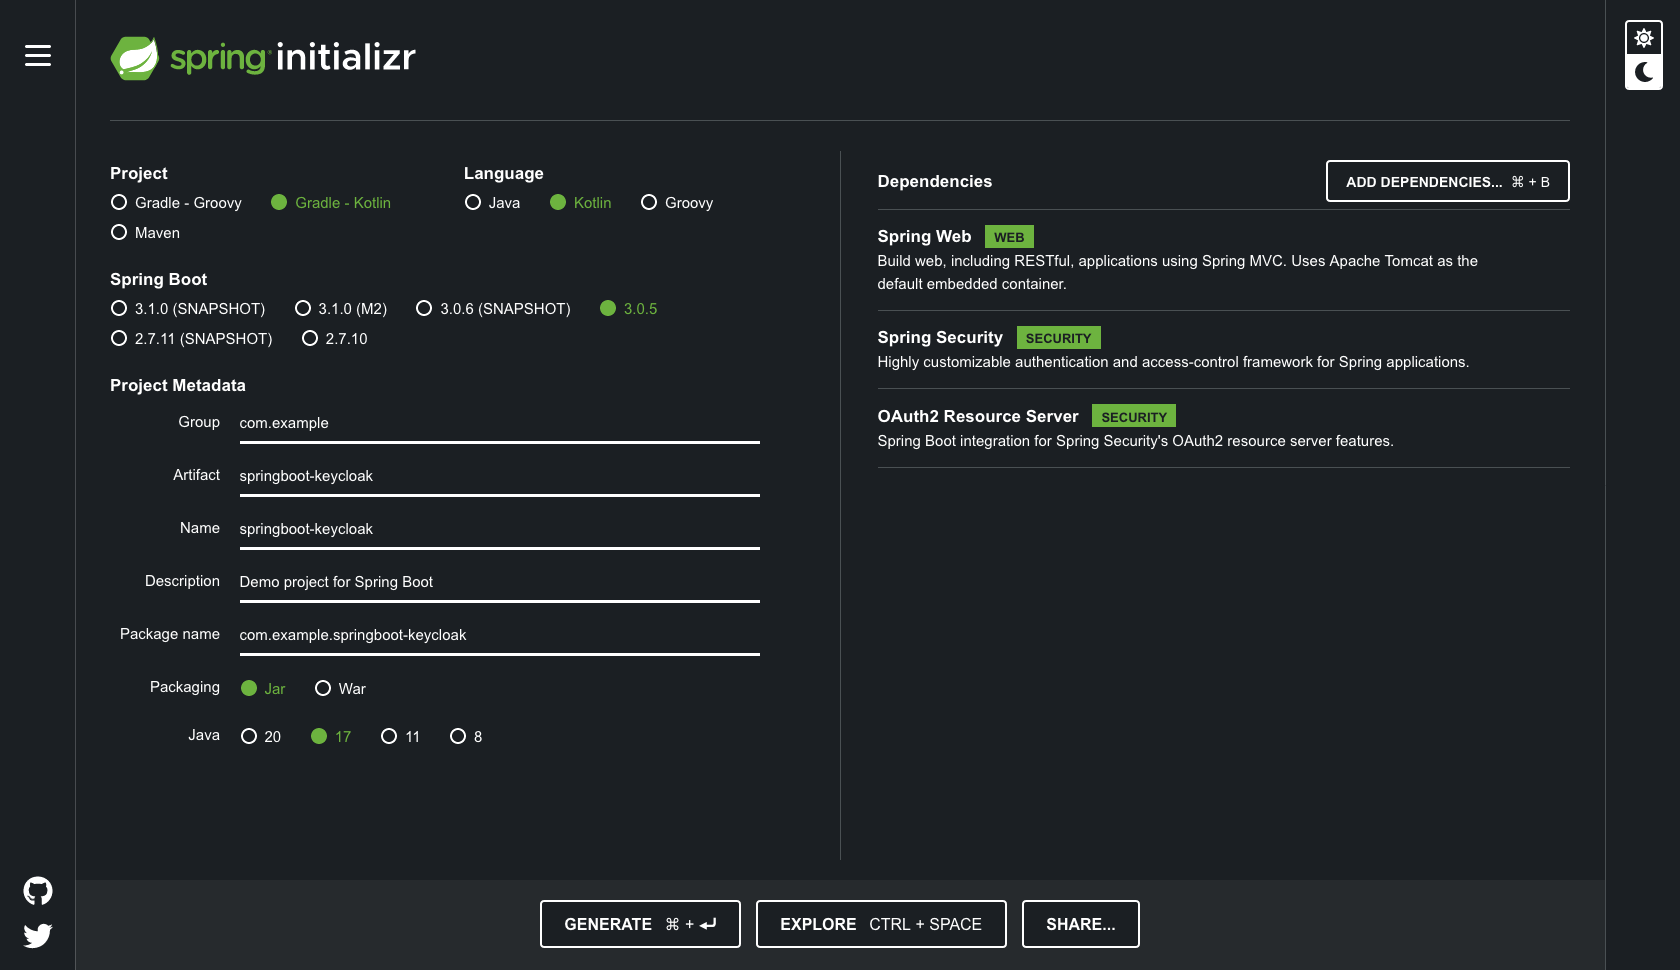 spring initializr
Project
Gradle - Groovy Gradle - Kotlin
Maven
Language
Java Kotlin Groovy
Spring Boot
3.1.0 (SNAPSHOT) 3.1.0 (M2) 3.0.6 (SNAPSHOT) 3.0.5
2.7.11 (SNAPSHOT) 2.7.10
Project Metadata
Group com.example
Artifact springboot-keycloak
Name springboot-keycloak
Description Demo project for Spring Boot
Package name com.example.springboot-keycloak
Packaging Jar War
Java 20 17 11 8
Dependencies ADD DEPENDENCIES... ⌘ + B
Spring Web WEB
Build web, including RESTful, applications using Spring MVC. Uses Apache Tomcat as the
default embedded container.
Spring Security SECURITY
Highly customizable authentication and access-control framework for Spring applications.
OAuth2 Resource Server SECURITY
Spring Boot integration for Spring Security's OAuth2 resource server features.
GENERATE ⌘ + ⏎ EXPLORE CTRL + SPACE SHARE...